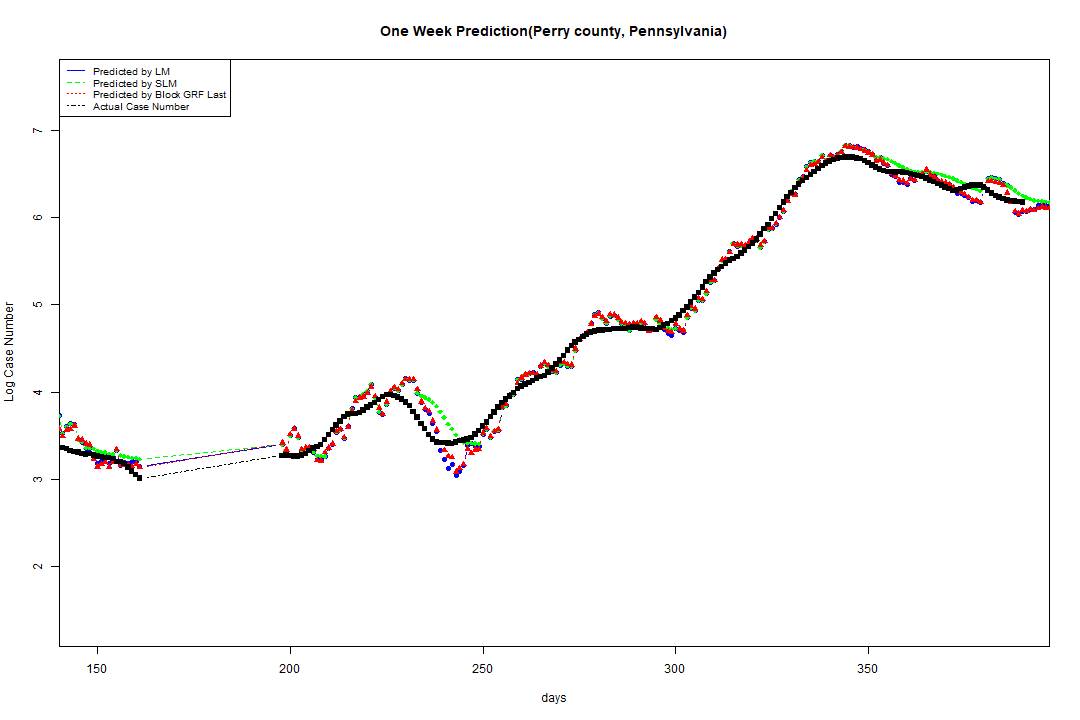 One Week Prediction(Perry county, Pennsylvania)
Predicted by LM
Predicted by SLM
Predicted by Block GRF Last
Actual Case Number
7
6
5
4
3
2
Log Case Number
150 200 250 300 350
days